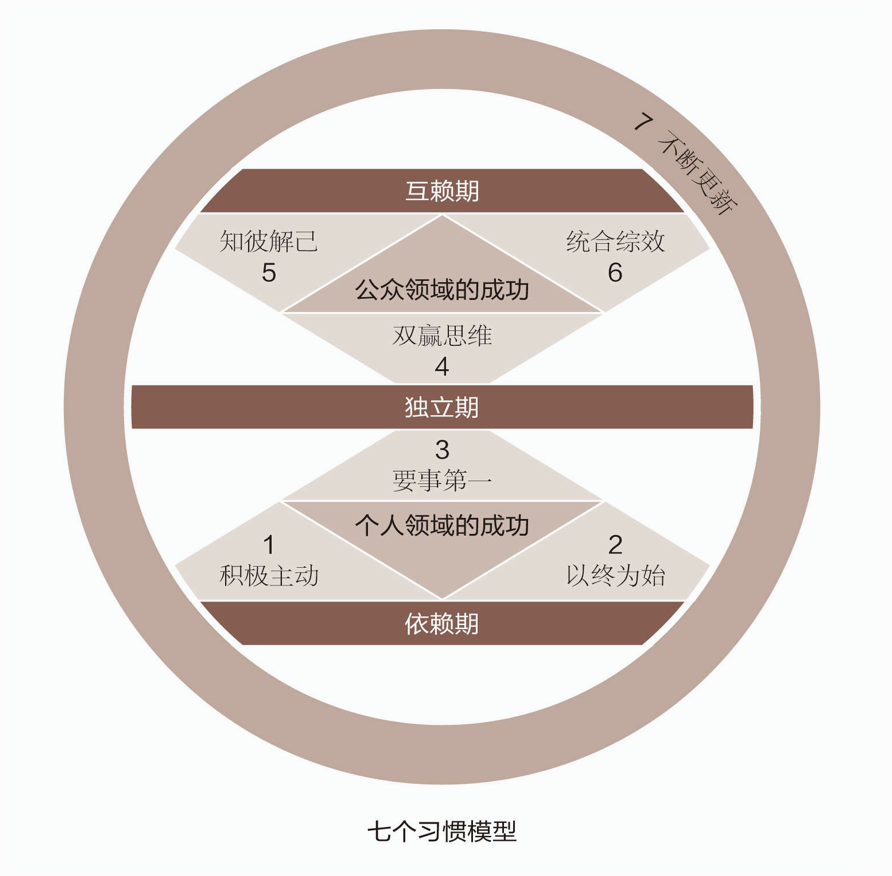 7 不断更新
互赖期
知彼解己
5
统合综效
6
公众领域的成功
双赢思维
4
独立期
3
要事第一
个人领域的成功
1
积极主动
2
以终为始
依赖期
七个习惯模型